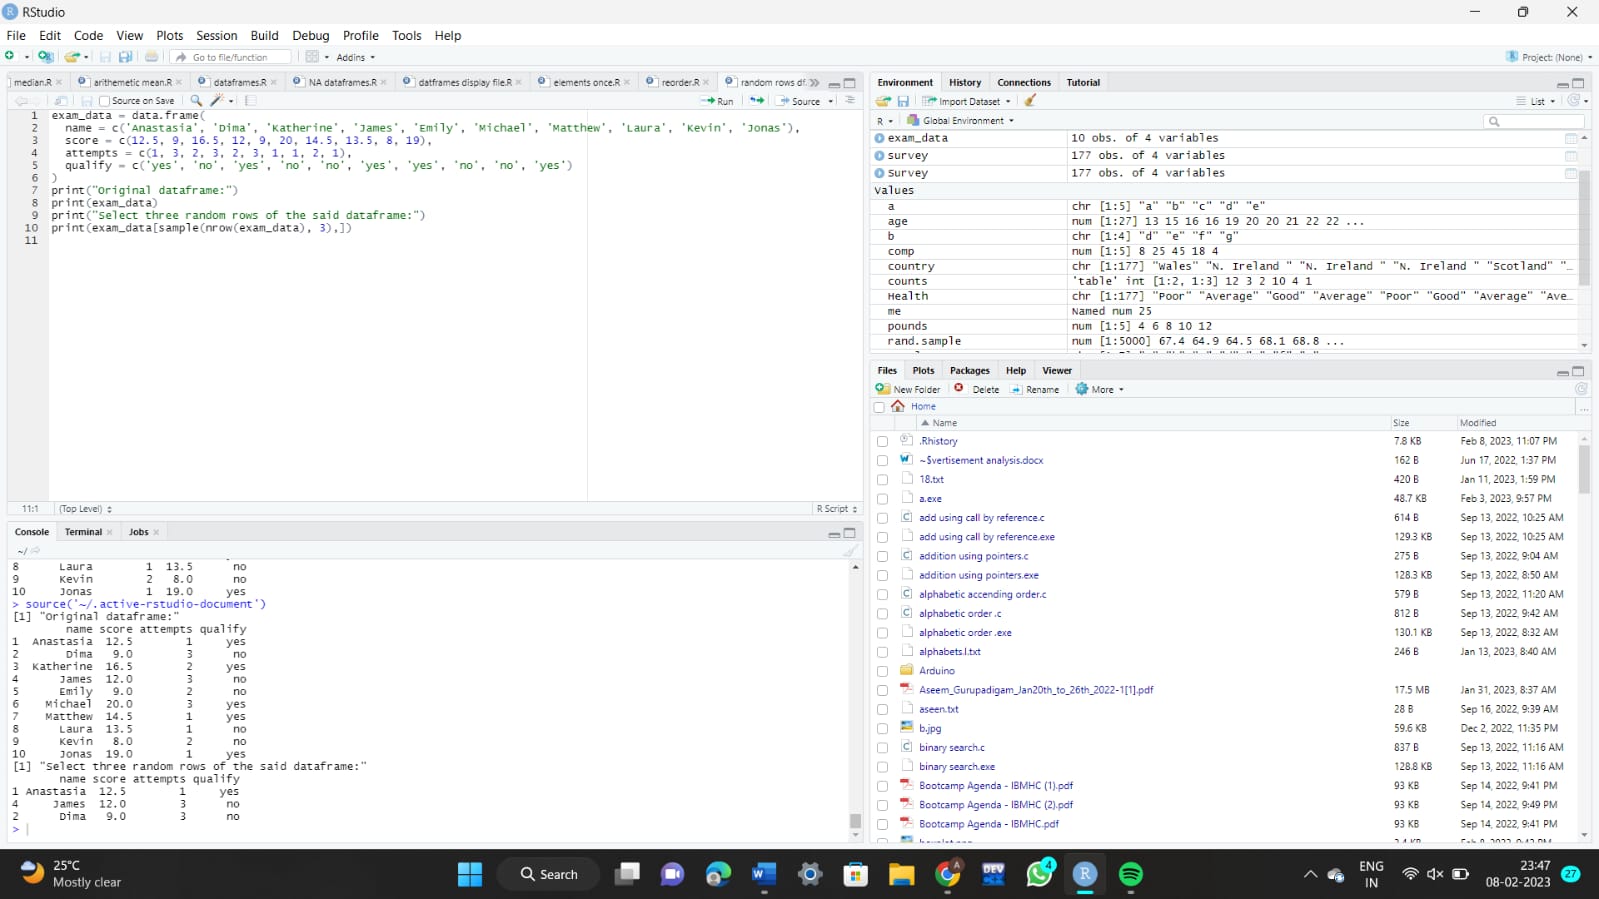 RStudio
File Edit Code View Plots Session Build Debug Profile Tools Help
Go to file/function Addins Project: (None)
median.R arithemetic mean.R dataframes.R NA dataframes.R datframes display file.R elements once.R reorder.R random rows df.
Source on Save Run Source
1 exam_data = data.frame(
2 name = c('Anastasia', 'Dima', 'Katherine', 'James', 'Emily', 'Michael', 'Matthew', 'Laura', 'Kevin', 'Jonas'),
3 score = c(12.5, 9, 16.5, 12, 9, 20, 14.5, 13.5, 8, 19),
4 attempts = c(1, 3, 2, 3, 2, 3, 1, 1, 2, 1),
5 qualify = c('yes', 'no', 'yes', 'no', 'no', 'yes', 'yes', 'no', 'no', 'yes')
6 )
7 print("Original dataframe:")
8 print(exam_data)
9 print("Select three random rows of the said dataframe:")
10 print(exam_data[sample(nrow(exam_data), 3),])
11
11:1 (Top Level) R Script
Console Terminal Jobs
~/
8 Laura 1 13.5 no
9 Kevin 2 8.0 no
10 Jonas 1 19.0 yes
> source('~/.active-rstudio-document')
[1] "Original dataframe:"
name score attempts qualify
1 Anastasia 12.5 1 yes
2 Dima 9.0 3 no
3 Katherine 16.5 2 yes
4 James 12.0 3 no
5 Emily 9.0 2 no
6 Michael 20.0 3 yes
7 Matthew 14.5 1 yes
8 Laura 13.5 1 no
9 Kevin 8.0 2 no
10 Jonas 19.0 1 yes
[1] "Select three random rows of the said dataframe:"
name score attempts qualify
1 Anastasia 12.5 1 yes
4 James 12.0 3 no
2 Dima 9.0 3 no
>
Environment History Connections Tutorial
Import Dataset List
R Global Environment
exam_data 10 obs. of 4 variables
survey 177 obs. of 4 variables
Survey 177 obs. of 4 variables
Values
a chr [1:5] "a" "b" "c" "d" "e"
age num [1:27] 13 15 16 16 19 20 20 21 22 22 ...
b chr [1:4] "d" "e" "f" "g"
comp num [1:5] 8 25 45 18 4
country chr [1:177] "Wales" "N. Ireland " "N. Ireland " "N. Ireland " "Scotland" "…
counts 'table' int [1:2, 1:3] 12 3 2 10 4 1
Health chr [1:177] "Poor" "Average" "Good" "Average" "Poor" "Good" "Average" "Ave…
me Named num 25
pounds num [1:5] 4 6 8 10 12
rand.sample num [1:5000] 67.4 64.9 64.5 68.1 68.8 ...
Files Plots Packages Help Viewer
New Folder Delete Rename More
Home ...
Name Size Modified
.Rhistory 7.8 KB Feb 8, 2023, 11:07 PM
~$vertisement analysis.docx 162 B Jun 17, 2022, 1:37 PM
18.txt 420 B Jan 11, 2023, 1:59 PM
a.exe 48.7 KB Feb 3, 2023, 9:57 PM
add using call by reference.c 614 B Sep 13, 2022, 10:25 AM
add using call by reference.exe 129.3 KB Sep 13, 2022, 10:25 AM
addition using pointers.c 275 B Sep 13, 2022, 9:04 AM
addition using pointers.exe 128.3 KB Sep 13, 2022, 8:50 AM
alphabetic accending order.c 579 B Sep 13, 2022, 11:20 AM
alphabetic order .c 812 B Sep 13, 2022, 9:42 AM
alphabetic order .exe 130.1 KB Sep 13, 2022, 8:32 AM
alphabets.l.txt 246 B Jan 13, 2023, 8:40 AM
Arduino
Aseem_Gurupadigam_Jan20th_to_26th_2022-1[1].pdf 17.5 MB Jan 31, 2023, 8:37 AM
aseen.txt 28 B Sep 16, 2022, 9:39 AM
b.jpg 59.6 KB Dec 2, 2022, 11:35 PM
binary search.c 837 B Sep 13, 2022, 11:16 AM
binary search.exe 128.8 KB Sep 13, 2022, 11:16 AM
Bootcamp Agenda - IBMHC (1).pdf 93 KB Sep 14, 2022, 9:41 PM
Bootcamp Agenda - IBMHC (2).pdf 93 KB Sep 14, 2022, 9:49 PM
Bootcamp Agenda - IBMHC.pdf 93 KB Sep 14, 2022, 9:41 PM
25°C
Mostly clear
Search
DEV
4
ENG
IN
23:47
08-02-2023
27